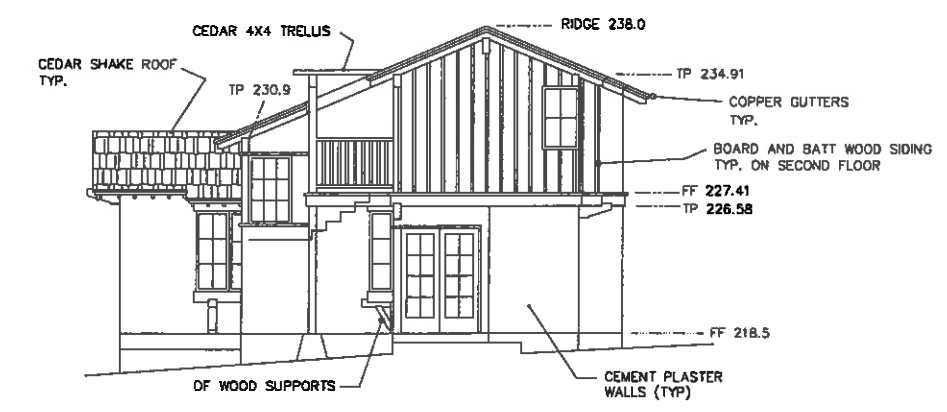 RIDGE 238.0
CEDAR 4X4 TRELLIS
CEDAR SHAKE ROOF
TYP.
TP 230.9
TP 234.91
COPPER GUTTERS
TYP.
BOARD AND BATT WOOD SIDING
TYP. ON SECOND FLOOR
FF 227.41
TP 226.58
FF 218.5
CEMENT PLASTER
WALLS (TYP)
OF WOOD SUPPORTS